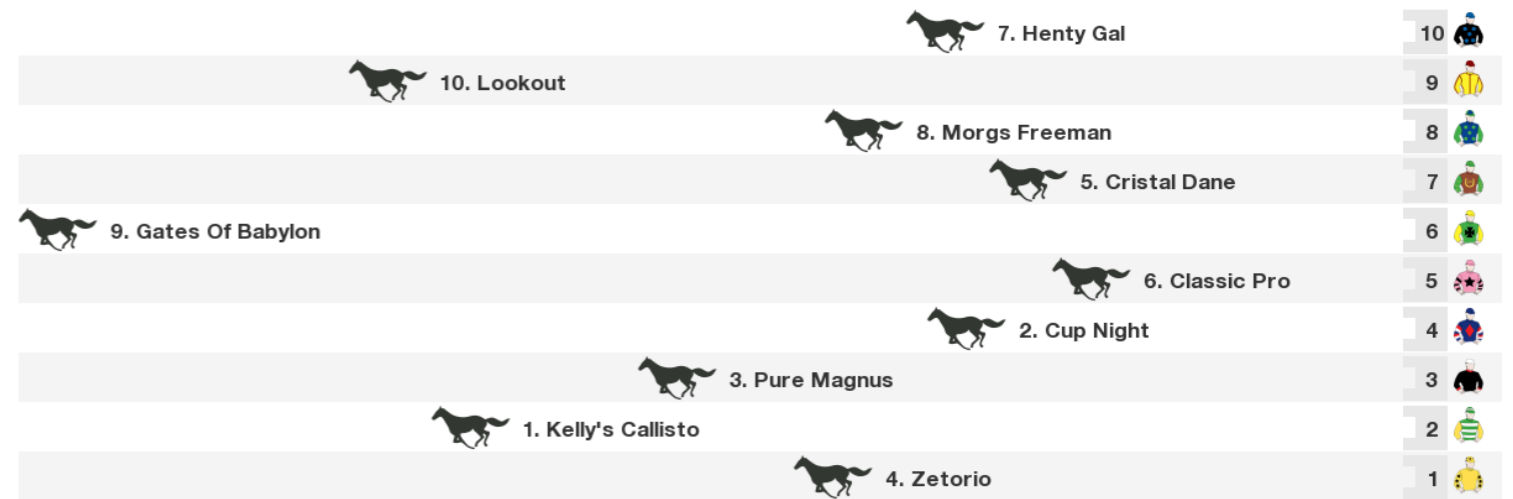 7. Henty Gal 10
10. Lookout 9
8. Morgs Freeman 8
5. Cristal Dane 7
9. Gates Of Babylon 6
6. Classic Pro 5
2. Cup Night 4
3. Pure Magnus 3
1. Kelly's Callisto 2
4. Zetorio 1